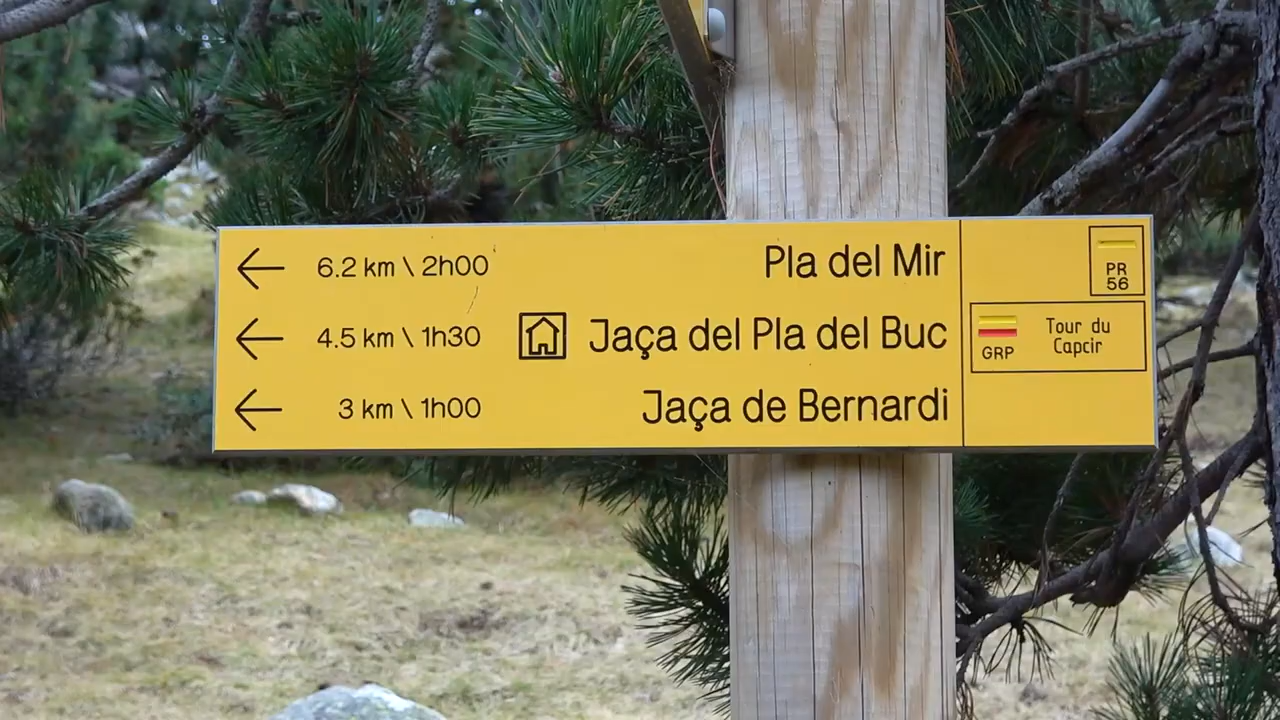 6.2 km \ 2h00 Pla del Mir
4.5 km \ 1h30 Jaça del Pla del Buc
3 km \ 1h00 Jaça de Bernardi
PR
56
GRP
Tour du
Capcir